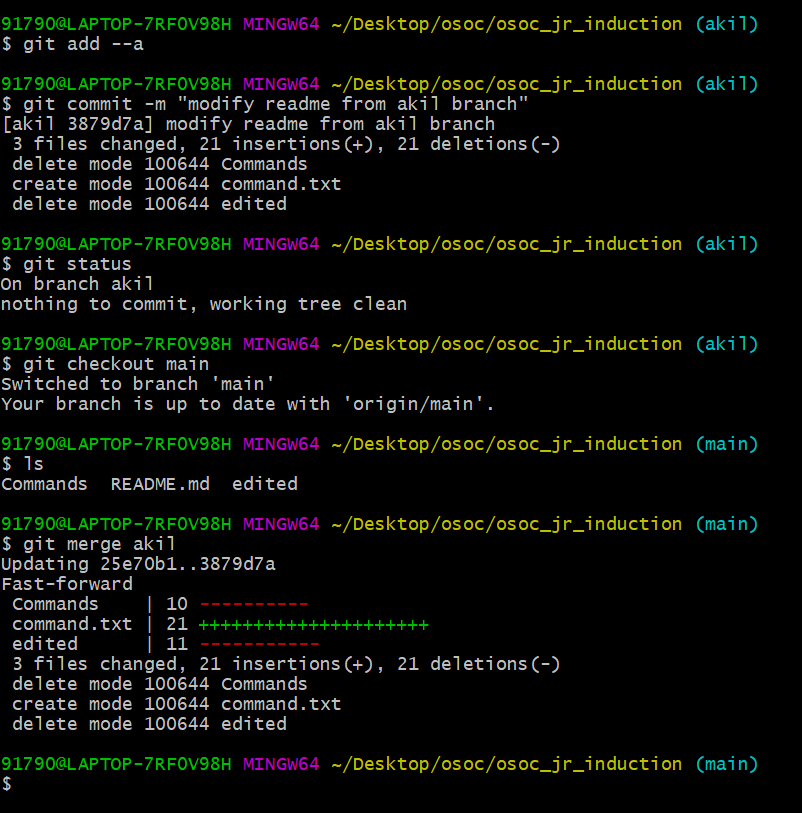 91790@LAPTOP-7RF0V98H MINGW64 ~/Desktop/osoc/osoc_jr_induction (akil)
$ git add --a
91790@LAPTOP-7RF0V98H MINGW64 ~/Desktop/osoc/osoc_jr_induction (akil)
$ git commit -m "modify readme from akil branch"
[akil 3879d7a] modify readme from akil branch
 3 files changed, 21 insertions(+), 21 deletions(-)
 delete mode 100644 Commands
 create mode 100644 command.txt
 delete mode 100644 edited
91790@LAPTOP-7RF0V98H MINGW64 ~/Desktop/osoc/osoc_jr_induction (akil)
$ git status
On branch akil
nothing to commit, working tree clean
91790@LAPTOP-7RF0V98H MINGW64 ~/Desktop/osoc/osoc_jr_induction (akil)
$ git checkout main
Switched to branch 'main'
Your branch is up to date with 'origin/main'.
91790@LAPTOP-7RF0V98H MINGW64 ~/Desktop/osoc/osoc_jr_induction (main)
$ ls
Commands  README.md  edited
91790@LAPTOP-7RF0V98H MINGW64 ~/Desktop/osoc/osoc_jr_induction (main)
$ git merge akil
Updating 25e70b1..3879d7a
Fast-forward
 Commands    | 10 ----------
 command.txt | 21 +++++++++++++++++++++
 edited      | 11 -----------
 3 files changed, 21 insertions(+), 21 deletions(-)
 delete mode 100644 Commands
 create mode 100644 command.txt
 delete mode 100644 edited
91790@LAPTOP-7RF0V98H MINGW64 ~/Desktop/osoc/osoc_jr_induction (main)
$